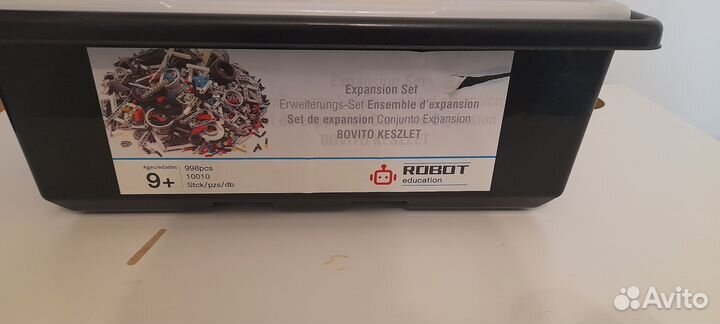 Expansion Set
Erweiterungs-Set Ensemble d'expansion
Set de expansion Conjunto Expansion
BOVITO KESZLET
Ages/edades
9+
998pcs
10010
Stck/pzs/db
ROBOT
education
Avito